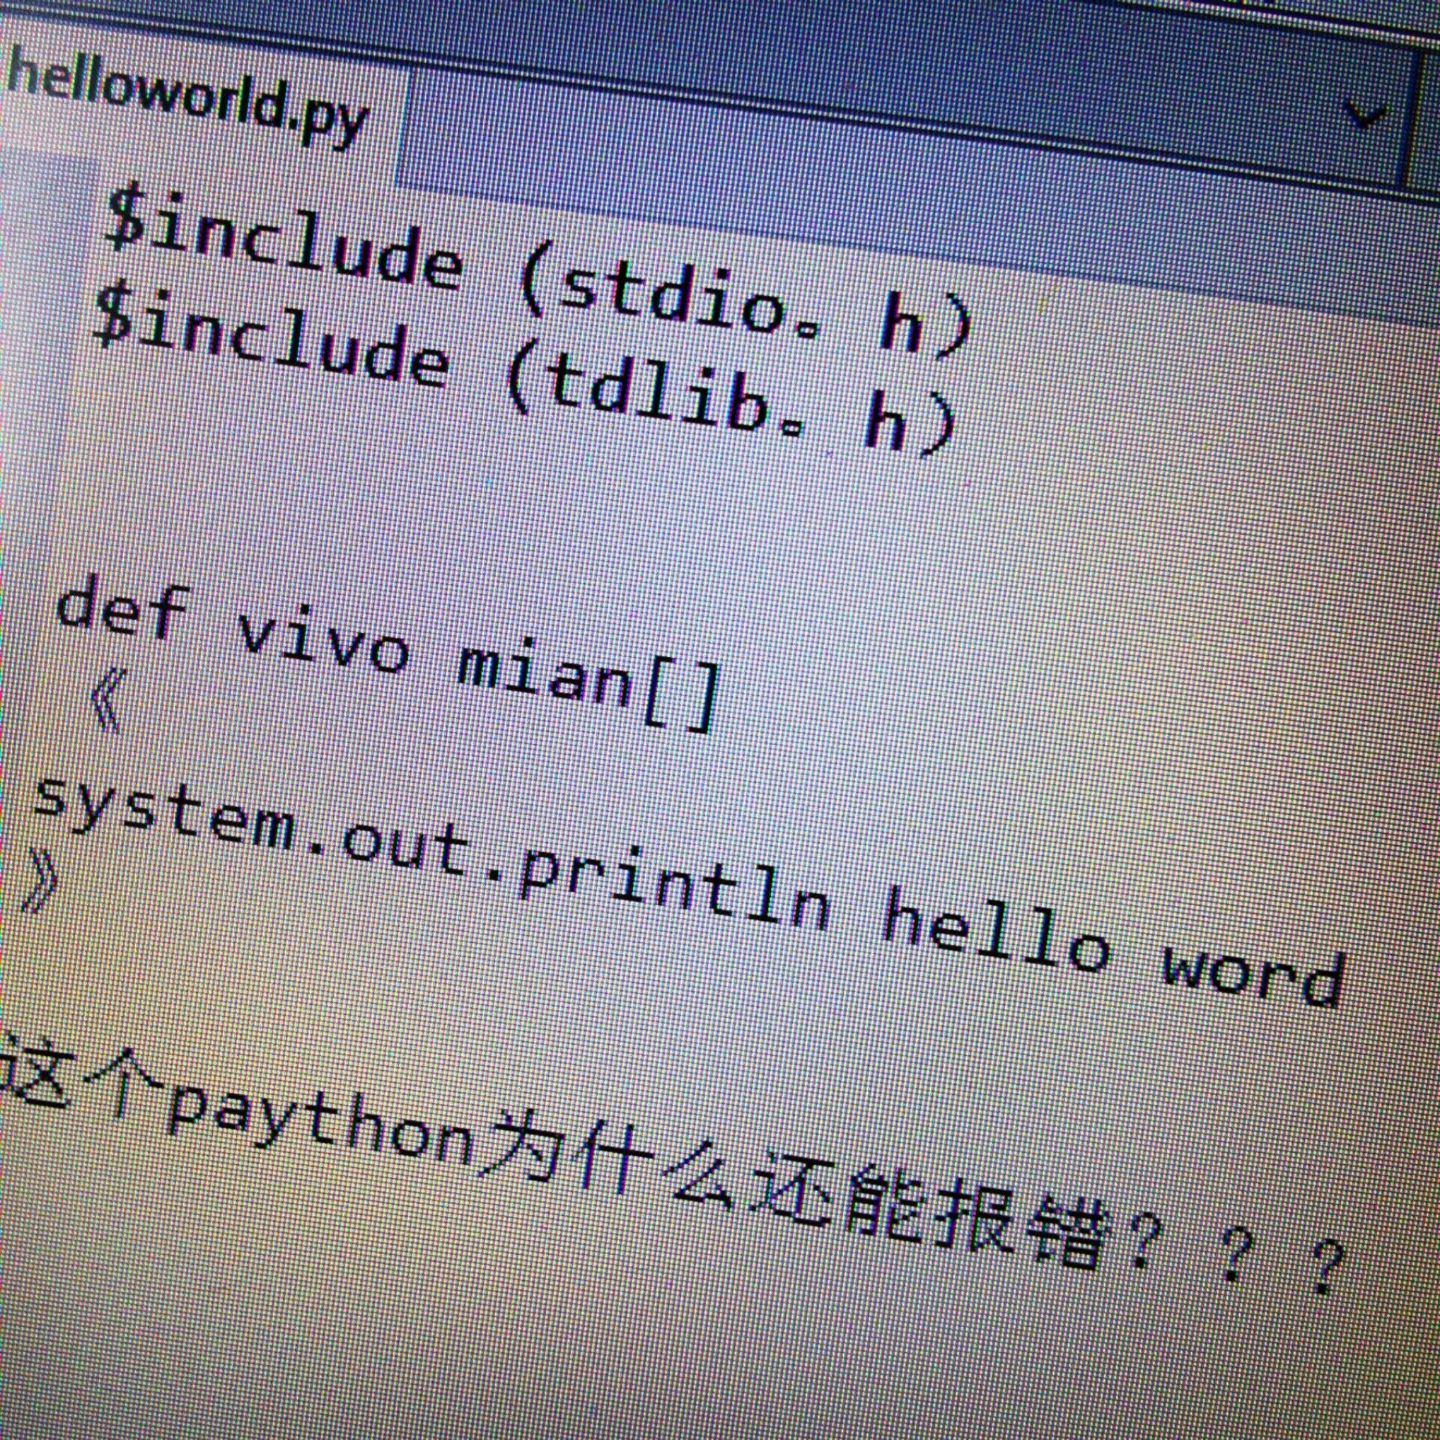 helloworld.py
$include (stdio。h)
$include (tdlib。h)
def vivo mian[]
《
system.out.println hello word
》
这个paython为什么还能报错？？？